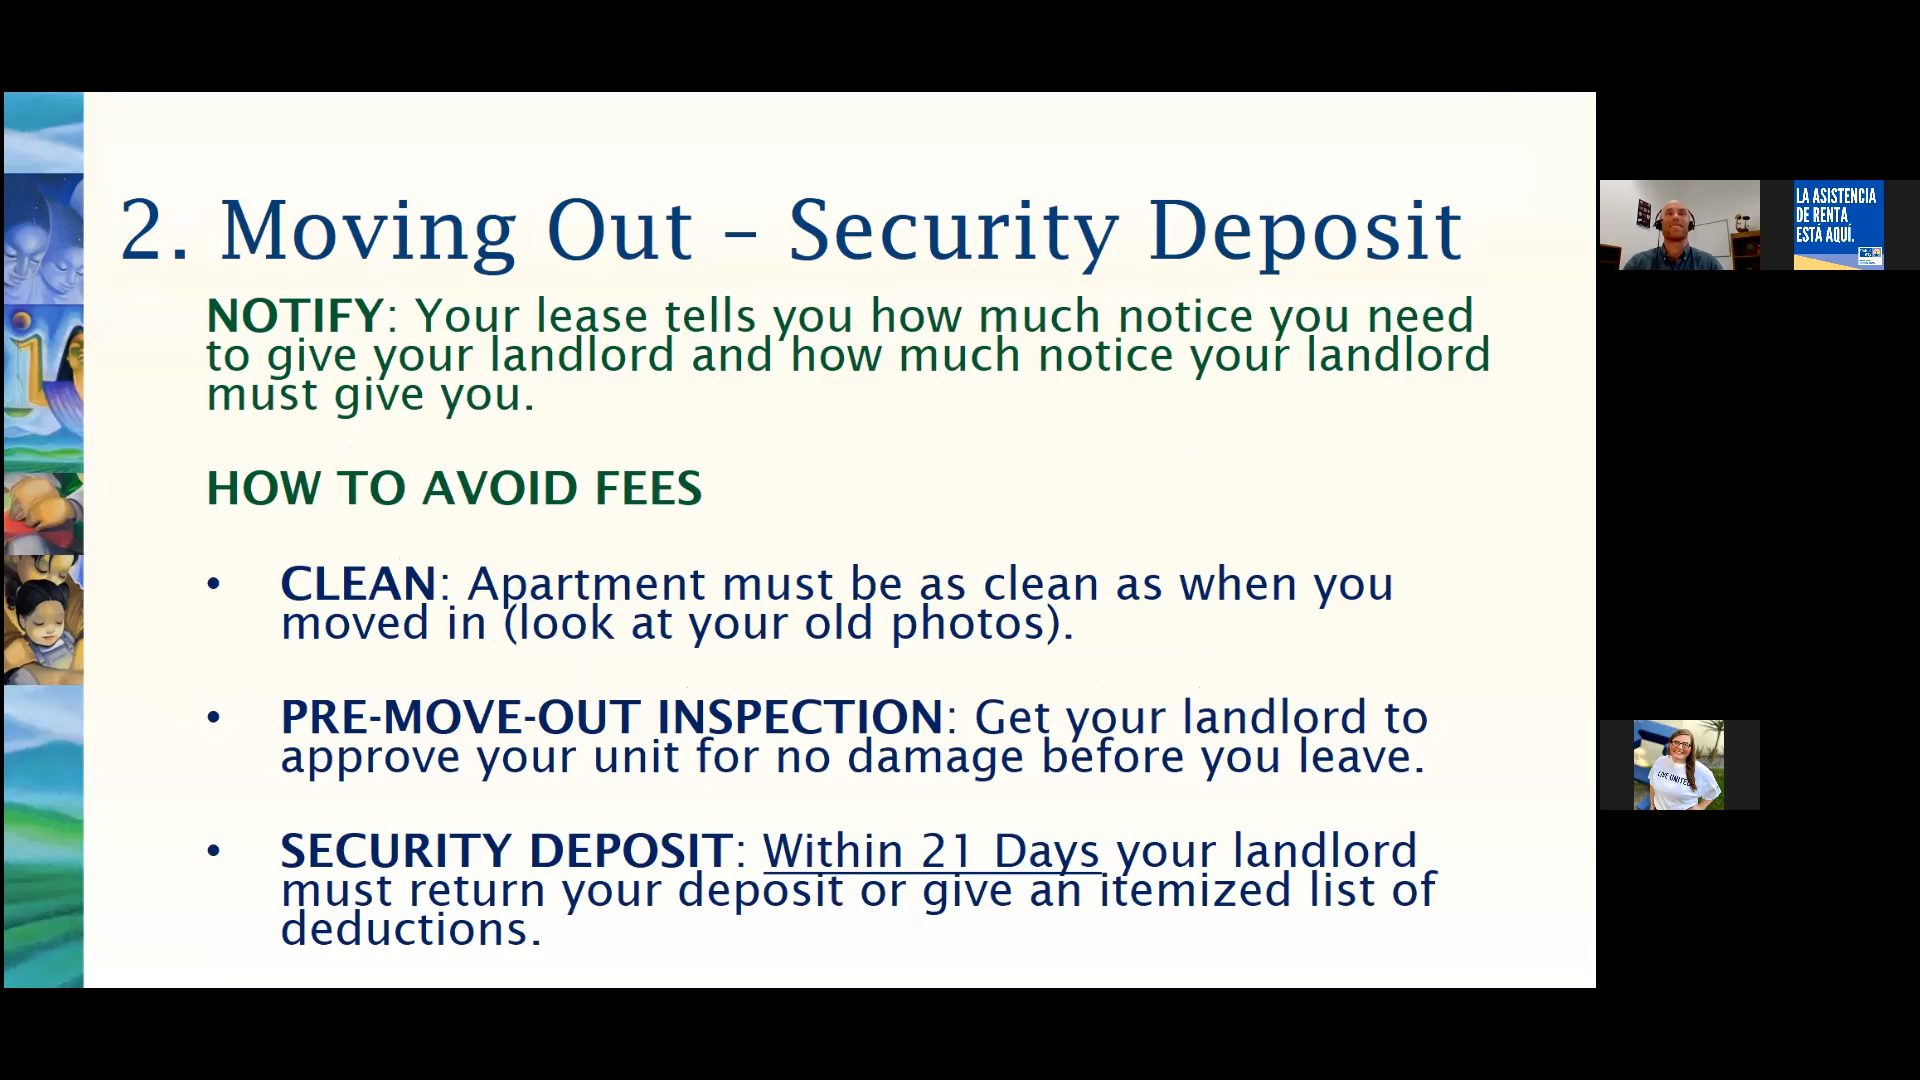 2. Moving Out – Security Deposit
NOTIFY: Your lease tells you how much notice you need
to give your landlord and how much notice your landlord
must give you.
HOW TO AVOID FEES
• CLEAN: Apartment must be as clean as when you
moved in (look at your old photos).
• PRE-MOVE-OUT INSPECTION: Get your landlord to
approve your unit for no damage before you leave.
• SECURITY DEPOSIT: Within 21 Days your landlord
must return your deposit or give an itemized list of
deductions.
LA ASISTENCIA
DE RENTA
ESTÁ AQUÍ.
LIVE UNITED